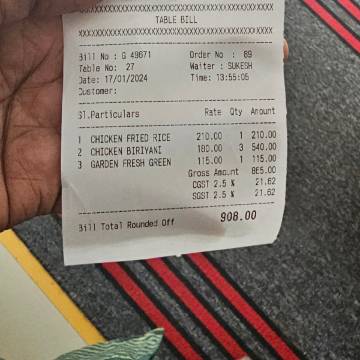 XXXXXXXXXXXXXXXXXXXXXXXXXXXXXXXXXXXXXXXX
TABLE BILL
XXXXXXXXXXXXXXXXXXXXXXXXXXXXXXXXXXXXXXXX
Bill No : G 49671 Order No : 89
Table No: 27 Waiter : SUKESH
Date: 17/01/2024 Time: 13:55:05
Customer:
Sl.Particulars Rate Qty Amount
1 CHICKEN FRIED RICE 210.00 1 210.00
2 CHICKEN BIRIYANI 180.00 3 540.00
3 GARDEN FRESH GREEN 115.00 1 115.00
Gross Amount 865.00
CGST 2.5 % 21.62
SGST 2.5 % 21.62
Bill Total Rounded Off 908.00